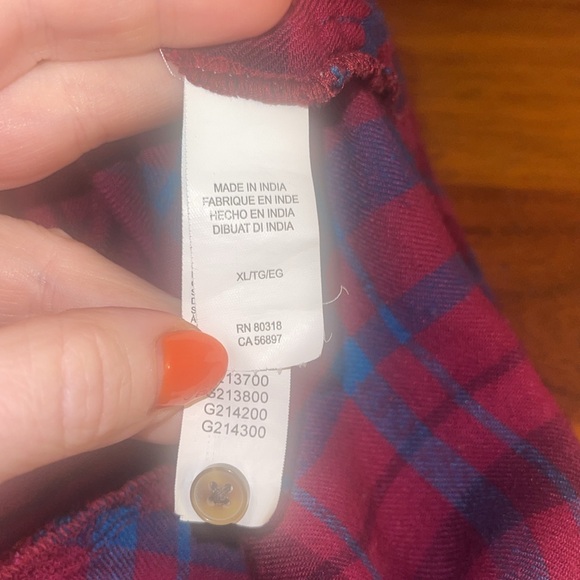 MADE IN INDIA
FABRIQUE EN INDE
HECHO EN INDIA
DIBUAT DI INDIA
XL/TG/EG
RN 80318
CA 56897
G213800
G214200
G214300